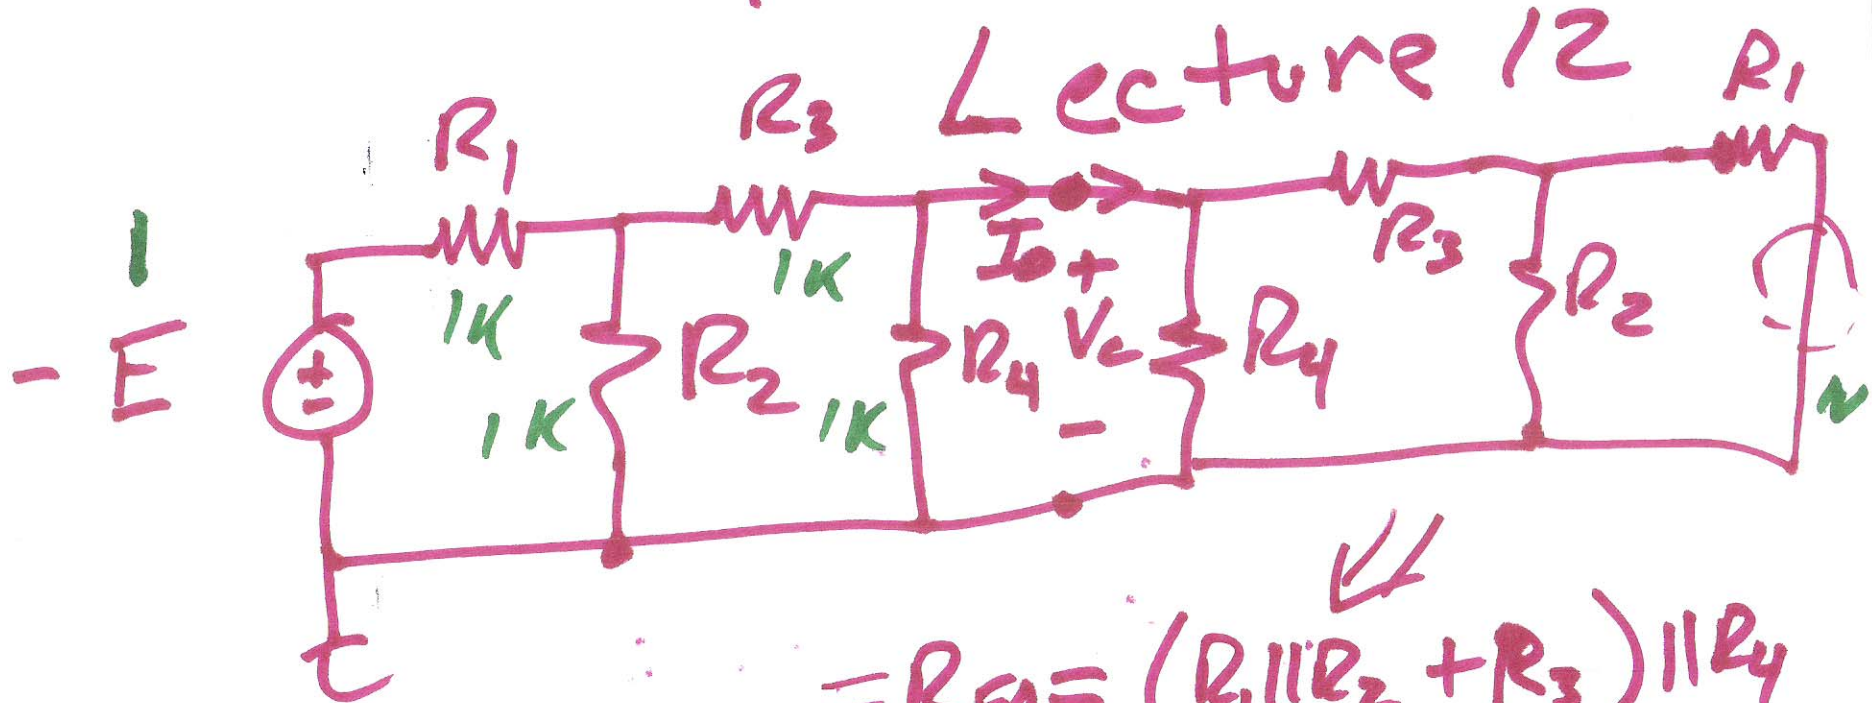 Lecture 12
R1
R3
R1
1
1K
1K
I0
+
R3
R2
- E
+
-
R2
R4
Vc
R4
1K
1K
-
N
= REQ = (R1||R2 + R3) || R4